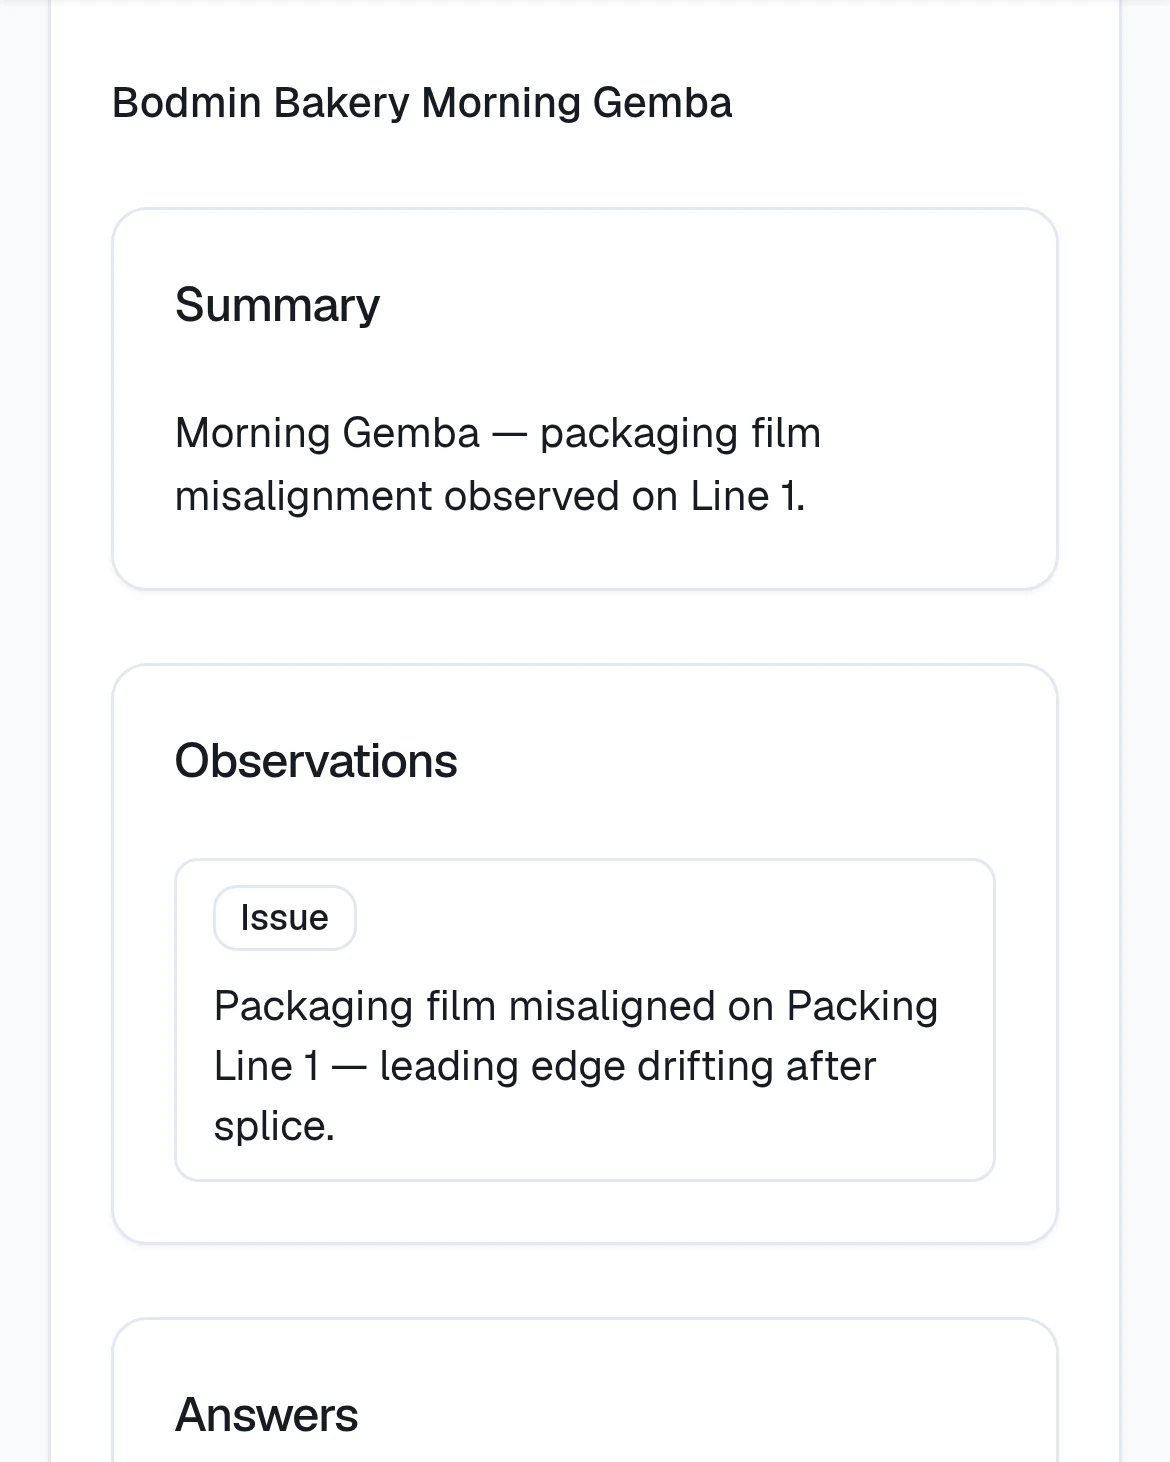 Bodmin Bakery Morning Gemba
Summary
Morning Gemba — packaging film
misalignment observed on Line 1.
Observations
Issue
Packaging film misaligned on Packing
Line 1 — leading edge drifting after
splice.
Answers